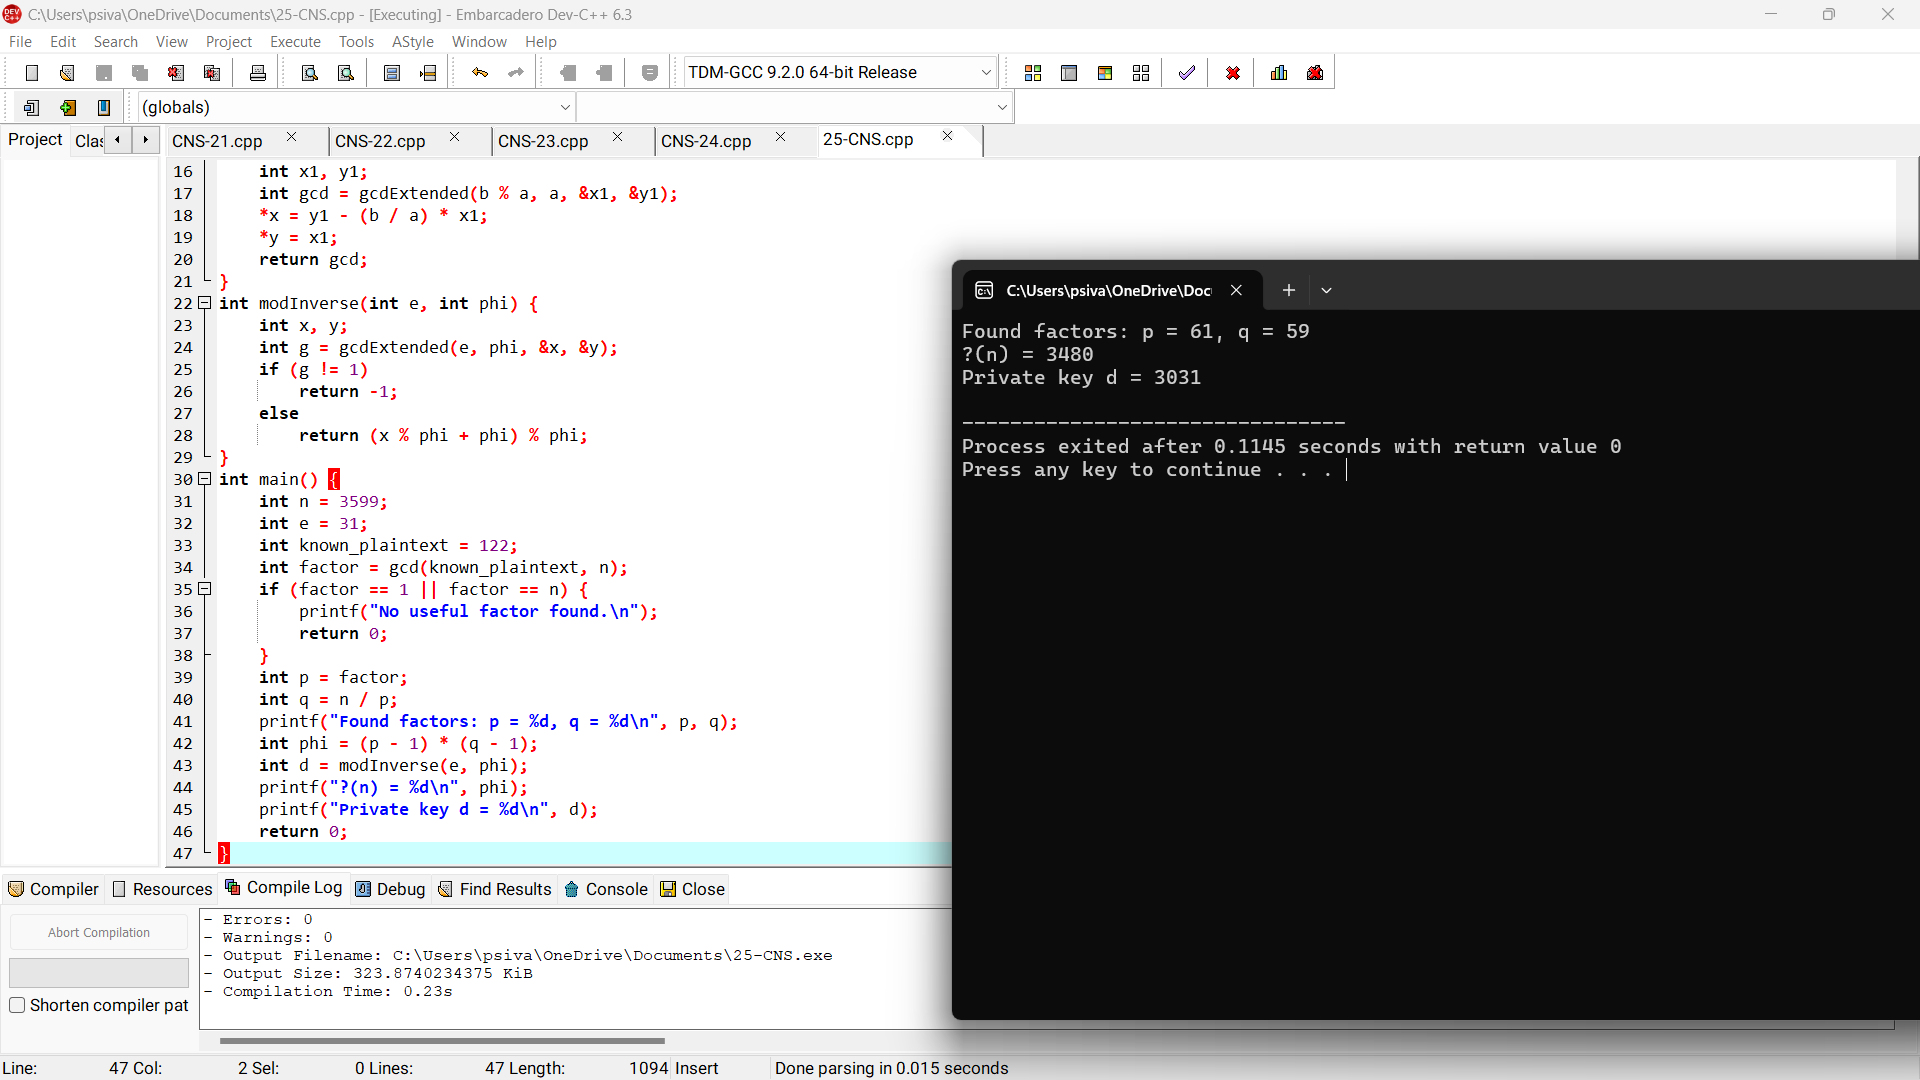 C:\Users\psiva\OneDrive\Documents\25-CNS.cpp - [Executing] - Embarcadero Dev-C++ 6.3
File Edit Search View Project Execute Tools AStyle Window Help
TDM-GCC 9.2.0 64-bit Release
(globals)
Project Clas
CNS-21.cpp CNS-22.cpp CNS-23.cpp CNS-24.cpp 25-CNS.cpp
16 int x1, y1;
17 int gcd = gcdExtended(b % a, a, &x1, &y1);
18 *x = y1 - (b / a) * x1;
19 *y = x1;
20 return gcd;
21 }
22 int modInverse(int e, int phi) {
23 int x, y;
24 int g = gcdExtended(e, phi, &x, &y);
25 if (g != 1)
26 return -1;
27 else
28 return (x % phi + phi) % phi;
29 }
30 int main() {
31 int n = 3599;
32 int e = 31;
33 int known_plaintext = 122;
34 int factor = gcd(known_plaintext, n);
35 if (factor == 1 || factor == n) {
36 printf("No useful factor found.\n");
37 return 0;
38 }
39 int p = factor;
40 int q = n / p;
41 printf("Found factors: p = %d, q = %d\n", p, q);
42 int phi = (p - 1) * (q - 1);
43 int d = modInverse(e, phi);
44 printf("?(n) = %d\n", phi);
45 printf("Private key d = %d\n", d);
46 return 0;
47 }
C:\Users\psiva\OneDrive\Doc
Found factors: p = 61, q = 59
?(n) = 3480
Private key d = 3031
--------------------------------
Process exited after 0.1145 seconds with return value 0
Press any key to continue . . .
Compiler Resources Compile Log Debug Find Results Console Close
Abort Compilation
Shorten compiler pat
- Errors: 0
- Warnings: 0
- Output Filename: C:\Users\psiva\OneDrive\Documents\25-CNS.exe
- Output Size: 323.8740234375 KiB
- Compilation Time: 0.23s
Line: 47 Col: 2 Sel: 0 Lines: 47 Length: 1094 Insert Done parsing in 0.015 seconds